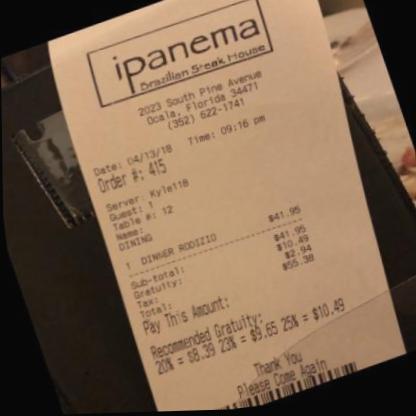 ipanema
Brazilian Steak House
2023 South Pine Avenue
Ocala, Florida 34471
(352) 622-1741
Date: 04/13/18 Time: 09:16 pm
Order #: 415
Server: Kyle118
Guest: 1
Table #: 12
Name:
DINING
1 DINNER RODIZIO $41.95
Sub-total: $41.95
Gratuity: $10.49
Tax: $2.94
Total: $55.38
Pay This Amount:
Recommended Gratuity:
20% = $8.39 23% = $9.65 25% = $10.49
Thank You
Please Come Again